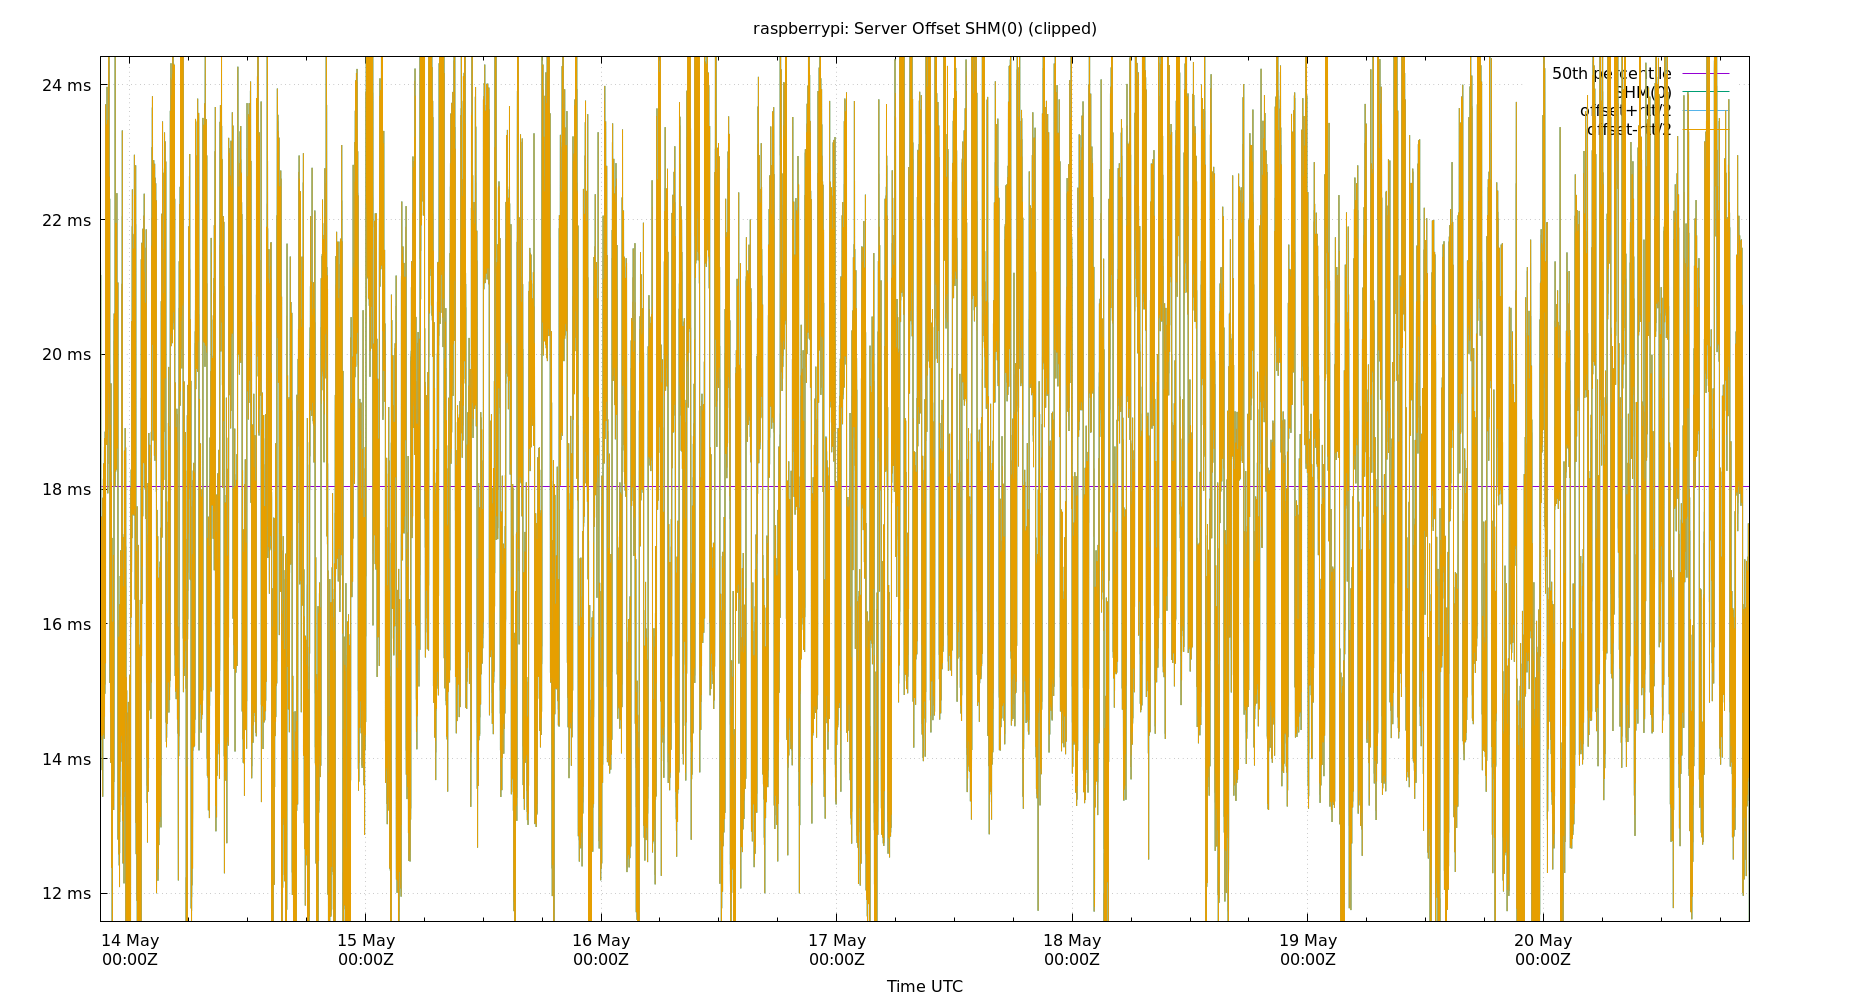 raspberrypi: Server Offset SHM(0) (clipped)
24 ms
22 ms
20 ms
18 ms
16 ms
14 ms
12 ms
50th percentile
SHM(0)
offset+rtt/2
offset-rtt/2
14 May 15 May 16 May 17 May 18 May 19 May 20 May
00:00Z 00:00Z 00:00Z 00:00Z 00:00Z 00:00Z 00:00Z
Time UTC